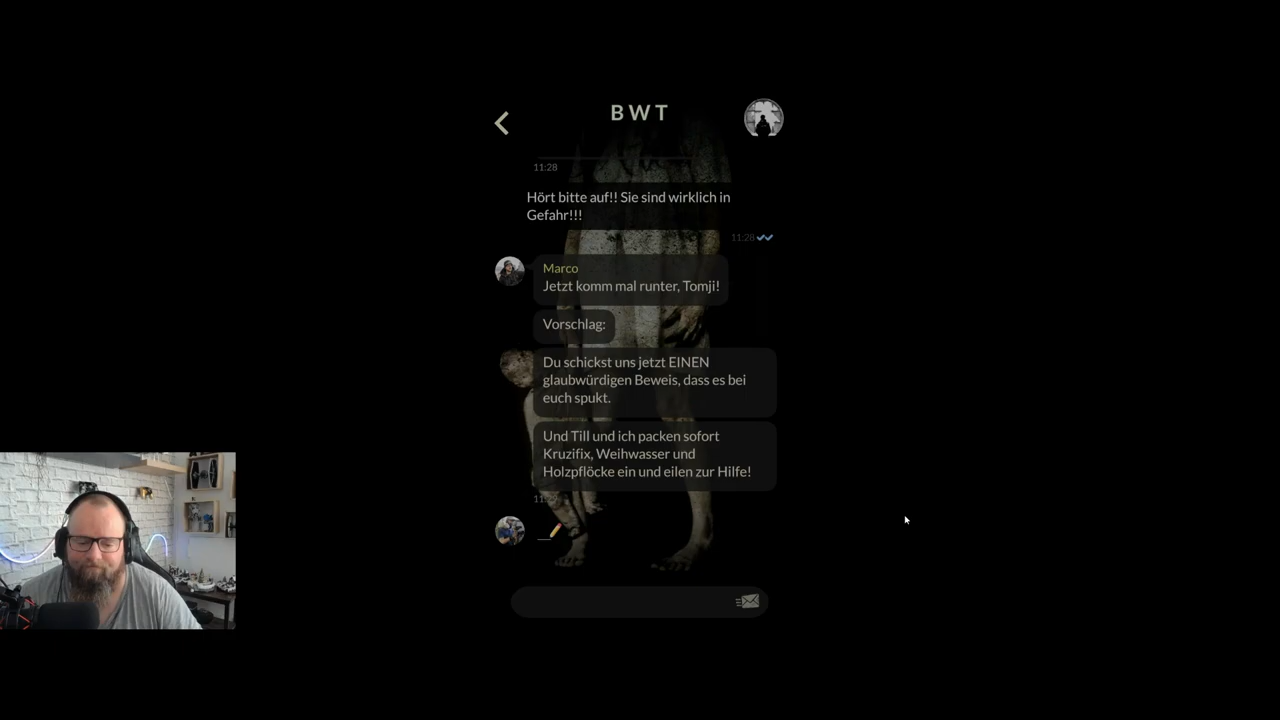 BWT
11:28
Hört bitte auf!! Sie sind wirklich in
Gefahr!!!
11:28
Marco
Jetzt komm mal runter, Tomji!
Vorschlag:
Du schickst uns jetzt EINEN
glaubwürdigen Beweis, dass es bei
euch spukt.
Und Till und ich packen sofort
Kruzifix, Weihwasser und
Holzpflöcke ein und eilen zur Hilfe!